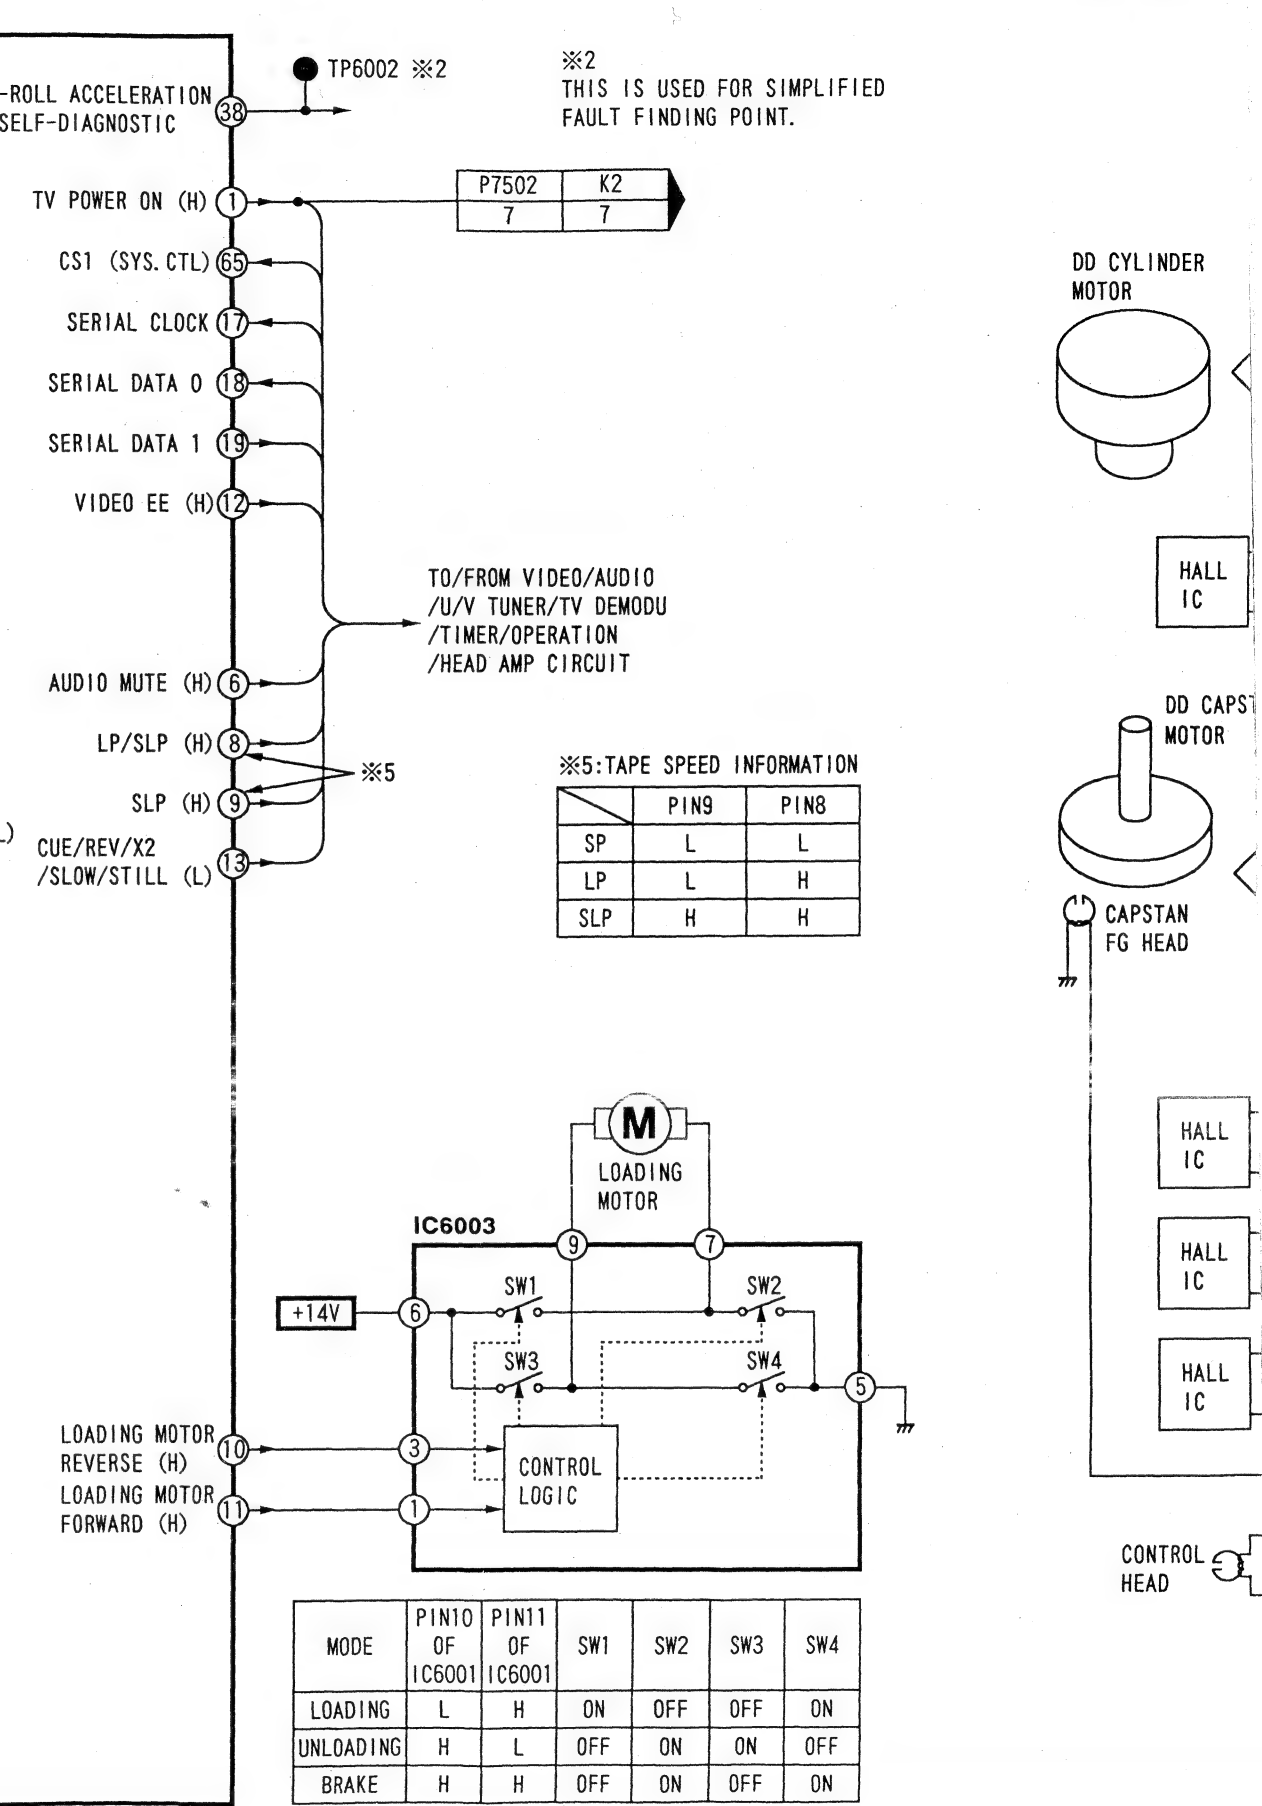 -ROLL ACCELERATION
SELF-DIAGNOSTIC
38
TP6002 ※2
※2
THIS IS USED FOR SIMPLIFIED
FAULT FINDING POINT.
TV POWER ON (H) 1
P7502 K2
7 7
CS1 (SYS.CTL) 65
SERIAL CLOCK 17
SERIAL DATA 0 18
SERIAL DATA 1 19
VIDEO EE (H) 12
DD CYLINDER
MOTOR
HALL
IC
TO/FROM VIDEO/AUDIO
/U/V TUNER/TV DEMODU
/TIMER/OPERATION
/HEAD AMP CIRCUIT
AUDIO MUTE (H) 6
LP/SLP (H) 8
※5
SLP (H) 9
L)
CUE/REV/X2
/SLOW/STILL (L) 13
DD CAPST
MOTOR
※5:TAPE SPEED INFORMATION
PIN9 PIN8
SP L L
LP L H
SLP H H
CAPSTAN
FG HEAD
M
LOADING
MOTOR
IC6003
9 7
SW1 SW2
+14V 6
SW3 SW4
5
LOADING MOTOR
REVERSE (H) 10
3
LOADING MOTOR
FORWARD (H) 11
1
CONTROL
LOGIC
HALL
IC
HALL
IC
HALL
IC
CONTROL
HEAD
MODE PIN10 OF IC6001 PIN11 OF IC6001 SW1 SW2 SW3 SW4
LOADING L H ON OFF OFF ON
UNLOADING H L OFF ON ON OFF
BRAKE H H OFF ON OFF ON